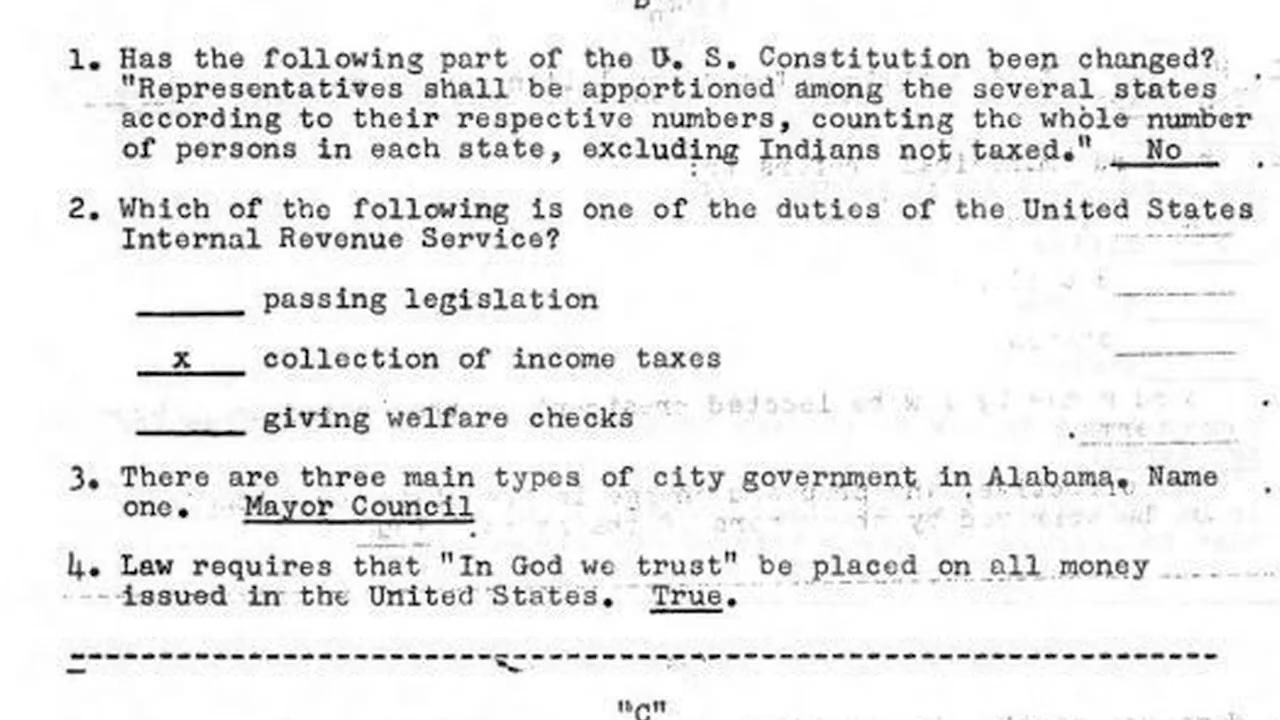 1. Has the following part of the U. S. Constitution been changed?
"Representatives shall be apportioned among the several states
according to their respective numbers, counting the whole number
of persons in each state, excluding Indians not taxed." No
2. Which of the following is one of the duties of the United States
Internal Revenue Service?
passing legislation
x collection of income taxes
giving welfare checks
3. There are three main types of city government in Alabama. Name
one. Mayor Council
4. Law requires that "In God we trust" be placed on all money
issued in the United States. True.
"C"